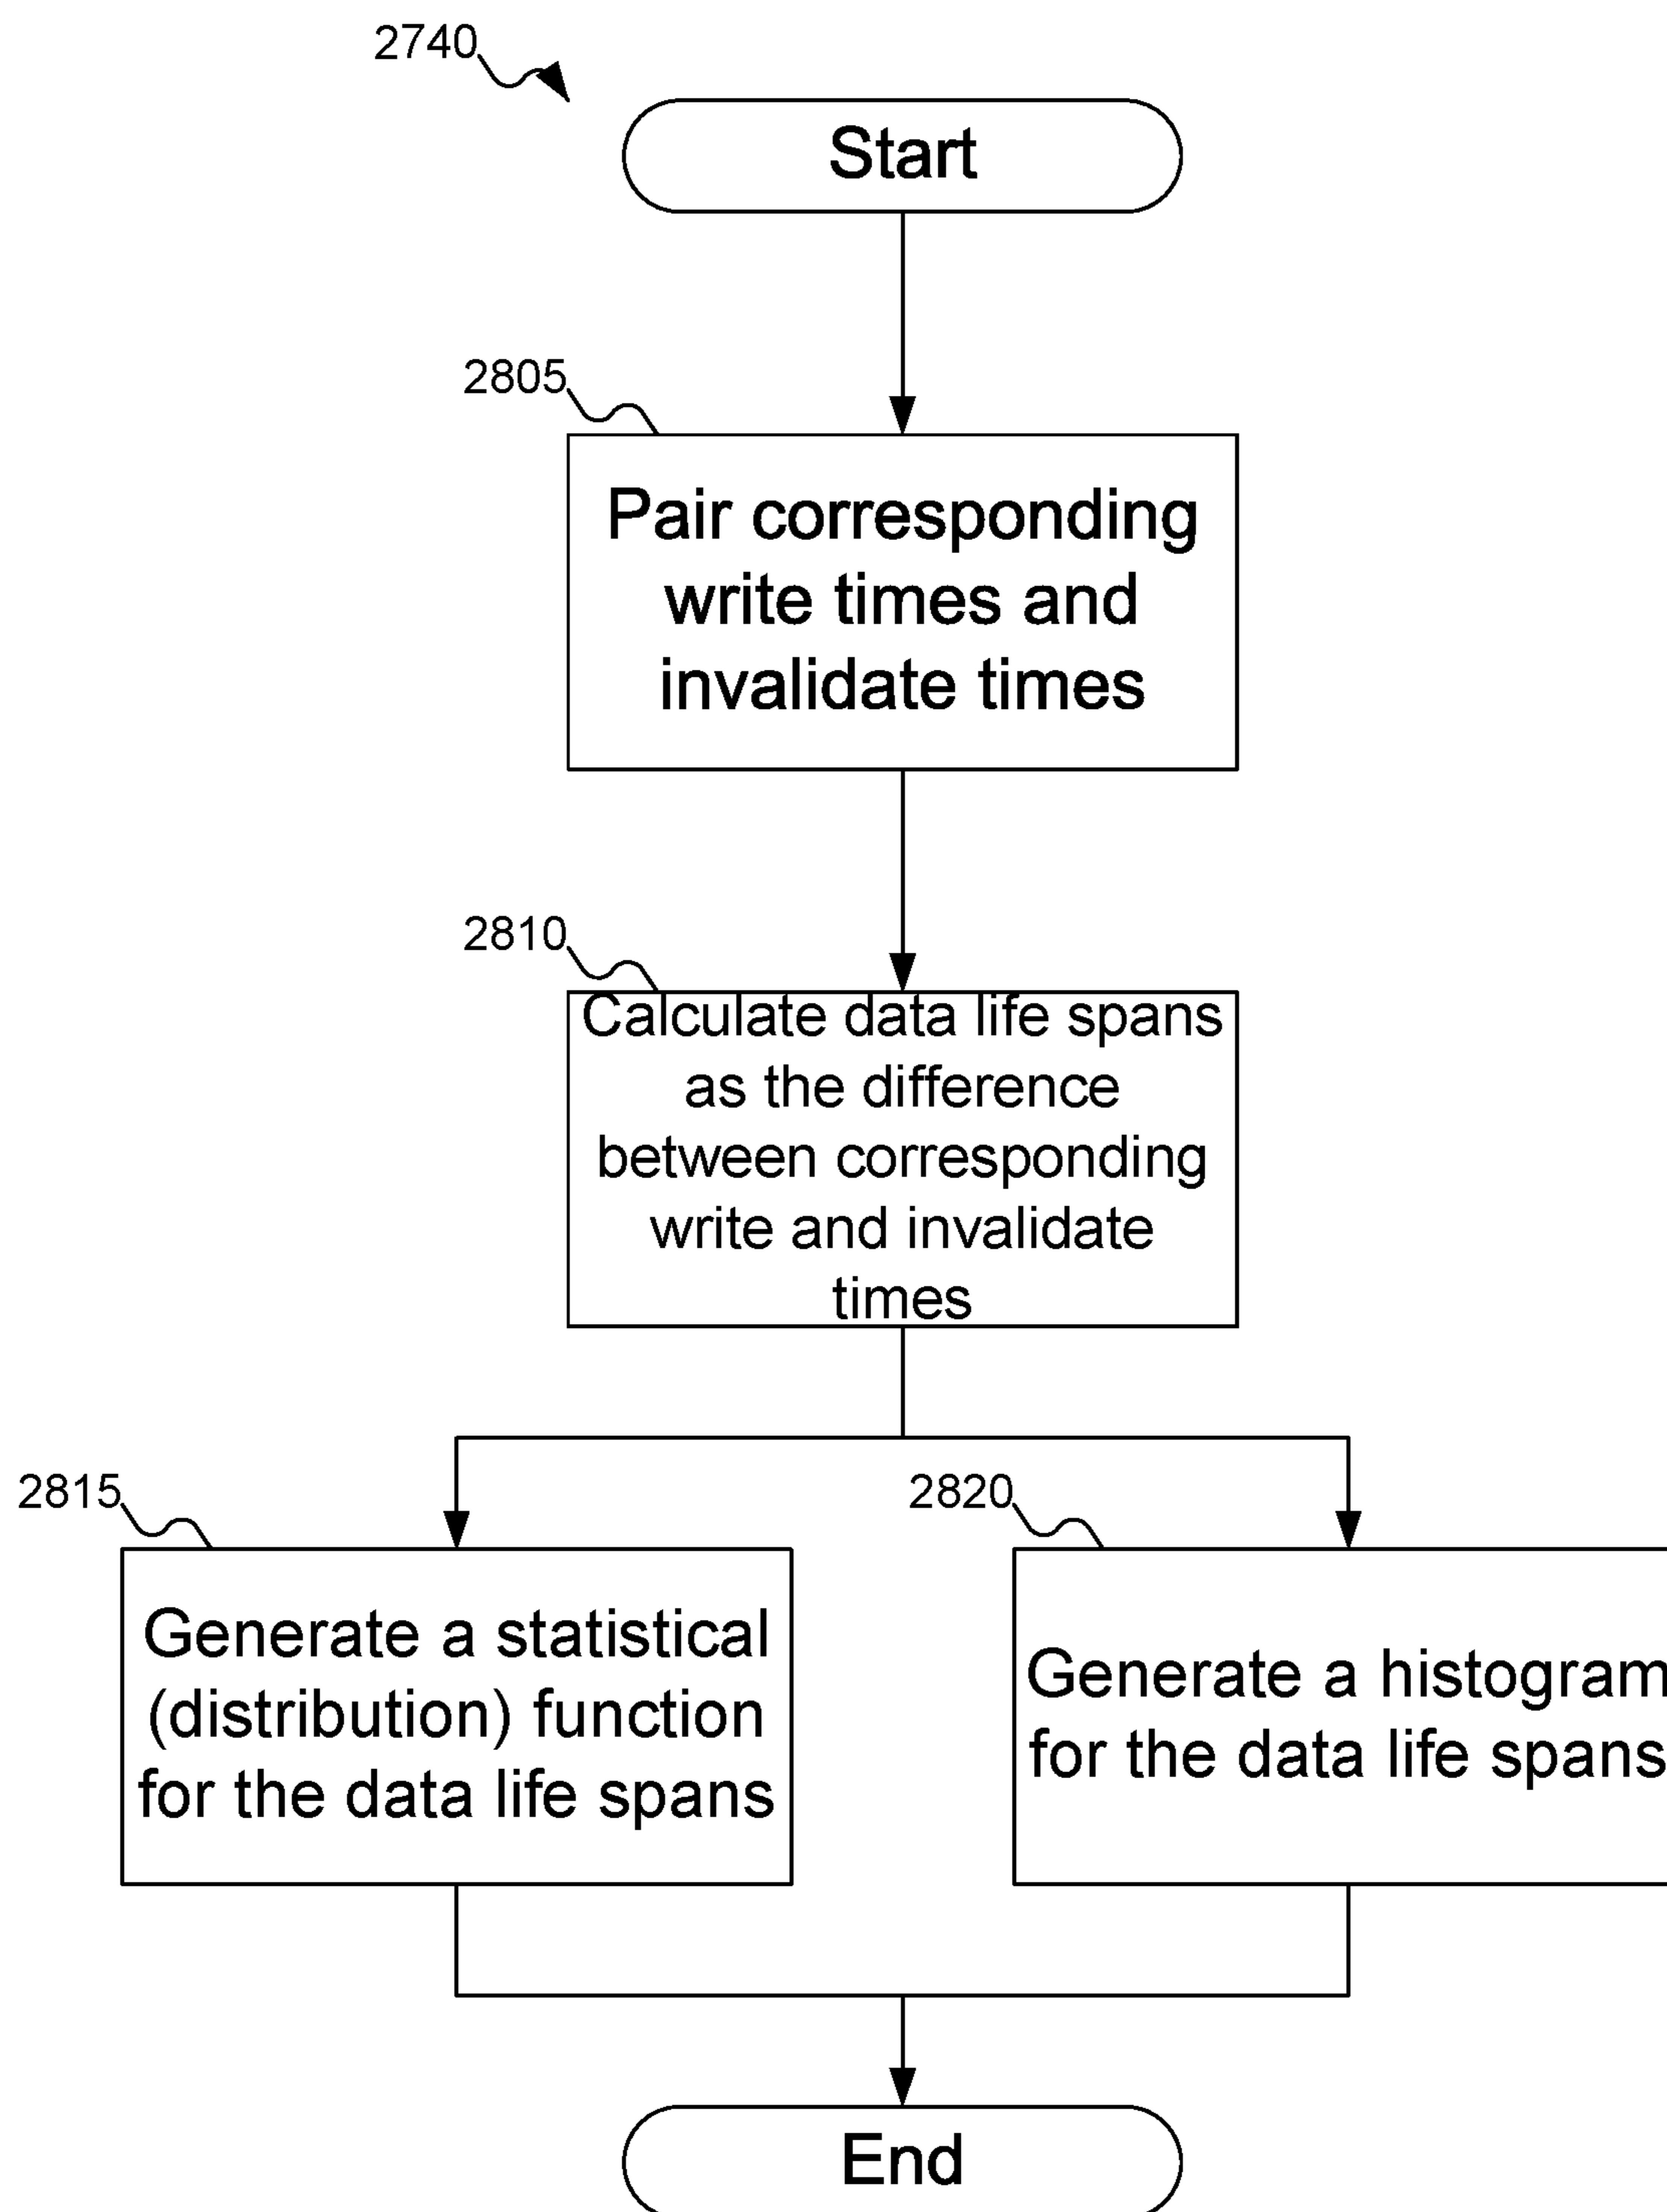 2740
Start
2805
Pair corresponding
write times and
invalidate times
2810
Calculate data life spans
as the difference
between corresponding
write and invalidate
times
2815
Generate a statistical
(distribution) function
for the data life spans
2820
Generate a histogram
for the data life spans
End